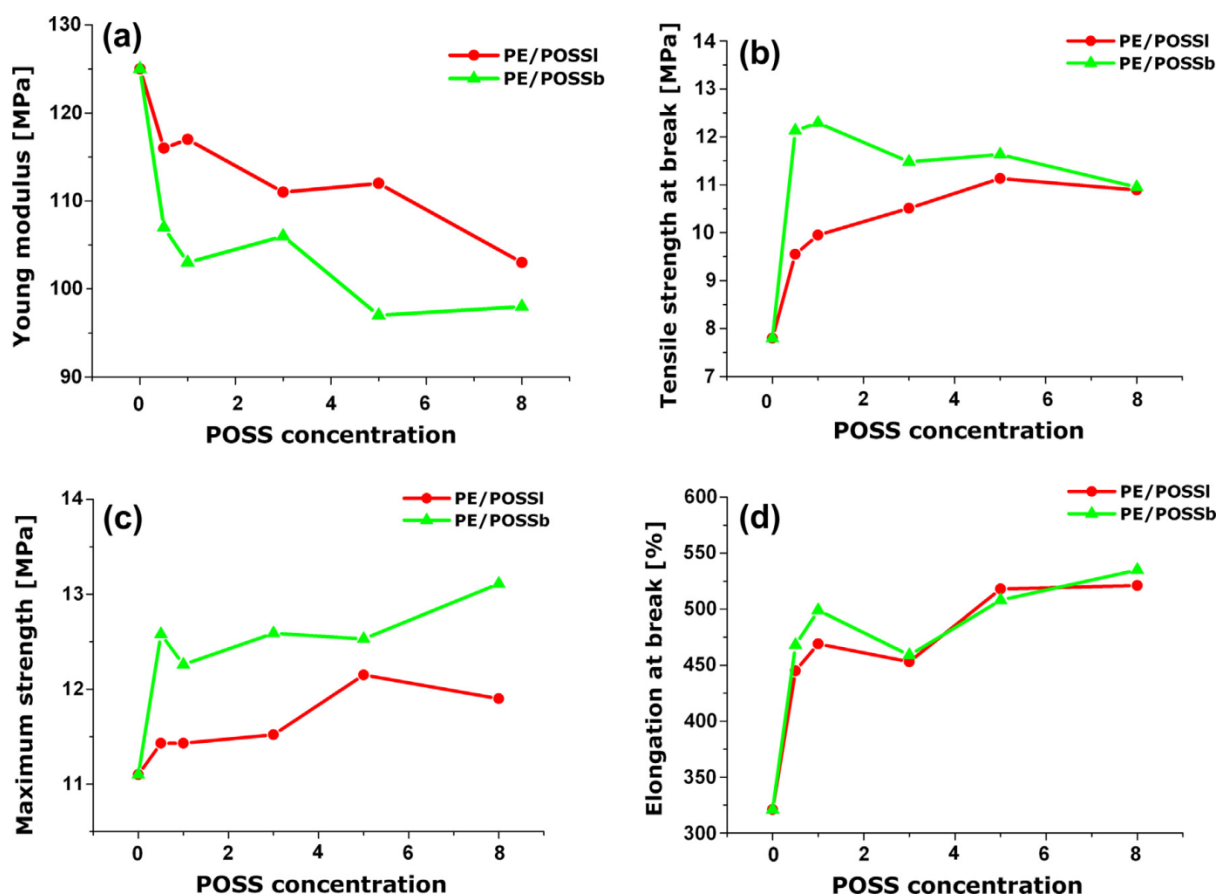 (a)
PE/POSSl
PE/POSSb
Young modulus [MPa]
130
120
110
100
90
0 2 4 6 8
POSS concentration
(b)
PE/POSSl
PE/POSSb
Tensile strength at break [MPa]
14
13
12
11
10
9
8
7
0 2 4 6 8
POSS concentration
(c)
PE/POSSl
PE/POSSb
Maximum strength [MPa]
14
13
12
11
0 2 4 6 8
POSS concentration
(d)
PE/POSSl
PE/POSSb
Elongation at break [%]
600
550
500
450
400
350
300
0 2 4 6 8
POSS concentration